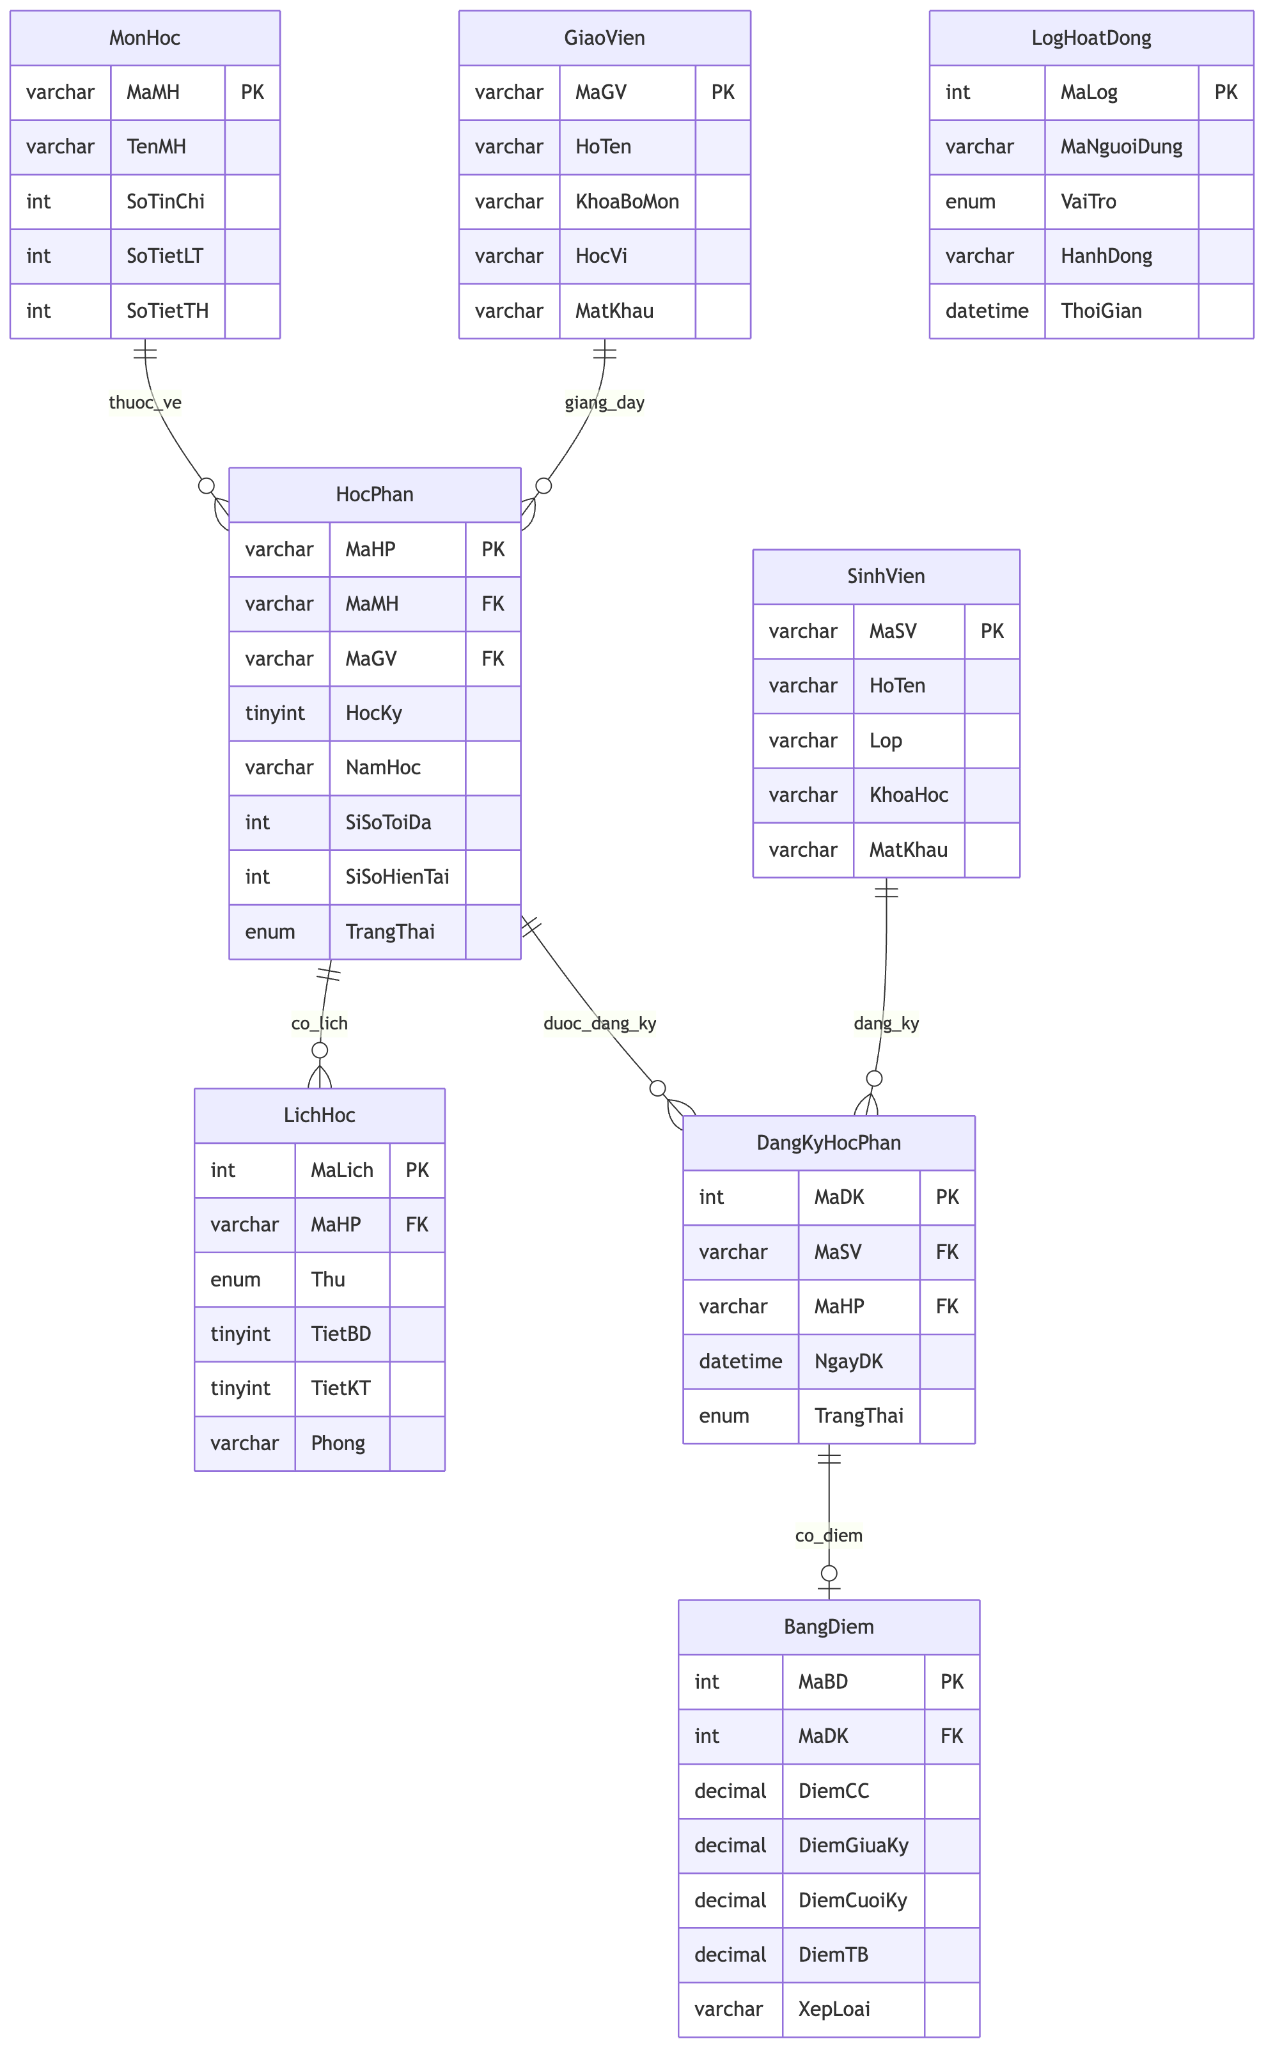 MonHoc
varchar MaMH PK
varchar TenMH
int SoTinChi
int SoTietLT
int SoTietTH
GiaoVien
varchar MaGV PK
varchar HoTen
varchar KhoaBoMon
varchar HocVi
varchar MatKhau
LogHoatDong
int MaLog PK
varchar MaNguoiDung
enum VaiTro
varchar HanhDong
datetime ThoiGian
thuoc_ve
giang_day
HocPhan
varchar MaHP PK
varchar MaMH FK
varchar MaGV FK
tinyint HocKy
varchar NamHoc
int SiSoToiDa
int SiSoHienTai
enum TrangThai
SinhVien
varchar MaSV PK
varchar HoTen
varchar Lop
varchar KhoaHoc
varchar MatKhau
co_lich
duoc_dang_ky
dang_ky
LichHoc
int MaLich PK
varchar MaHP FK
enum Thu
tinyint TietBD
tinyint TietKT
varchar Phong
DangKyHocPhan
int MaDK PK
varchar MaSV FK
varchar MaHP FK
datetime NgayDK
enum TrangThai
co_diem
BangDiem
int MaBD PK
int MaDK FK
decimal DiemCC
decimal DiemGiuaKy
decimal DiemCuoiKy
decimal DiemTB
varchar XepLoai